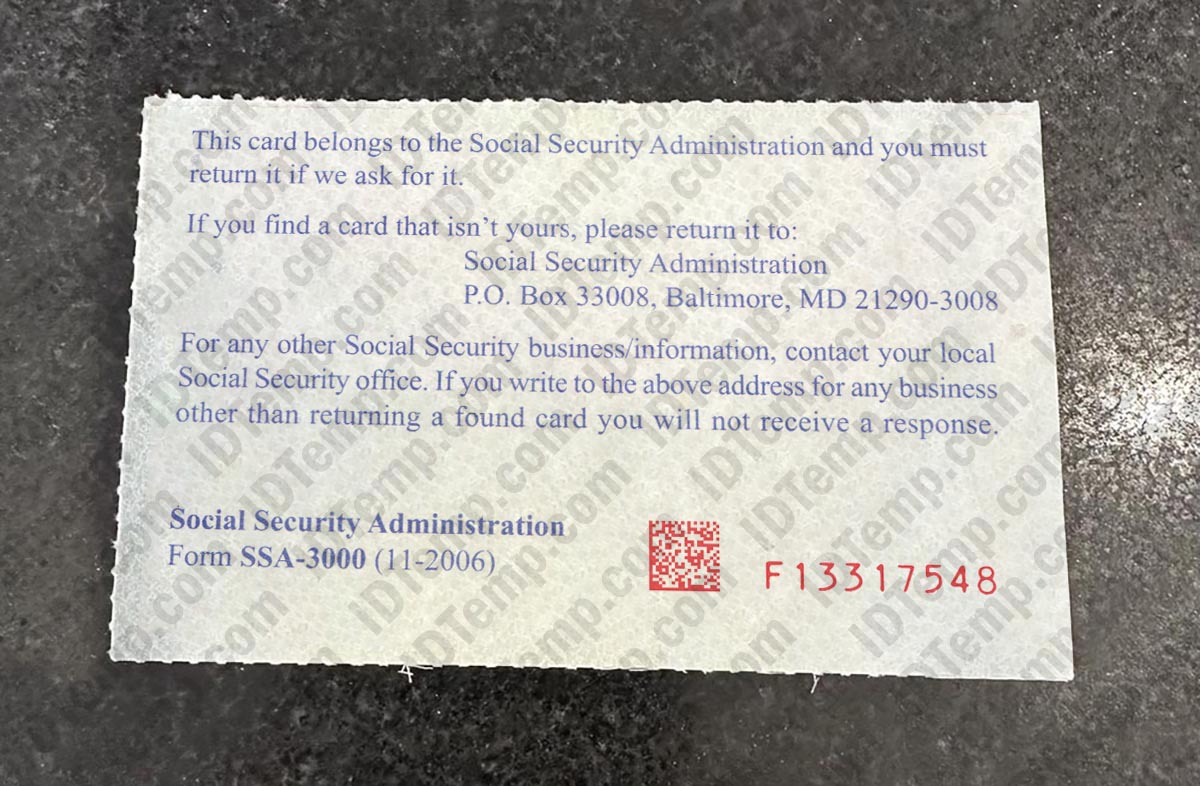 This card belongs to the Social Security Administration and you must
return it if we ask for it.
If you find a card that isn't yours, please return it to:
Social Security Administration
P.O. Box 33008, Baltimore, MD 21290-3008
For any other Social Security business/information, contact your local
Social Security office. If you write to the above address for any business
other than returning a found card you will not receive a response.
Social Security Administration
Form SSA-3000 (11-2006)
F13317548
IDTemp.com